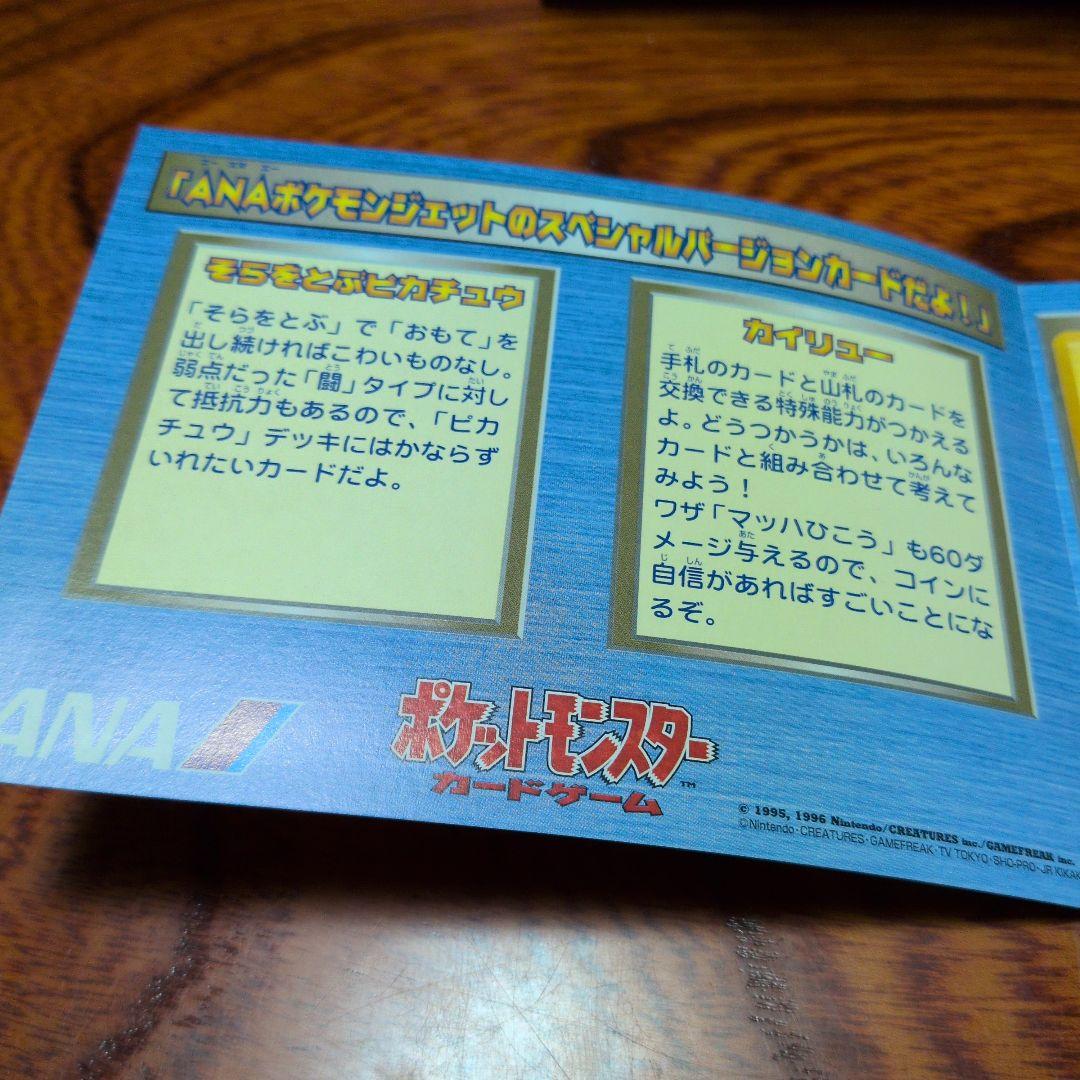 「ANAポケモンジェットのスペシャルバージョンカードだよ！」
そらをとぶピカチュウ
「そらをとぶ」で「おもて」を
出し続ければこわいものなし。
弱点だった「闘」タイプに対し
て抵抗力もあるので、「ピカ
チュウ」デッキにはかならず
いれたいカードだよ。
カイリュー
手札のカードと山札のカードを
交換できる特殊能力がつかえる
よ。どうつかうかは、いろんな
カードと組み合わせて考えて
みよう！
ワザ「マッハひこう」も60ダ
メージ与えるので、コインに
自信があればすごいことにな
るぞ。
ANA
ポケットモンスター™
カードゲーム
© 1995, 1996 Nintendo/CREATURES inc./GAMEFREAK inc.
©Nintendo・CREATURES・GAMEFREAK・TV TOKYO・SHO-PRO・JR KIKAK